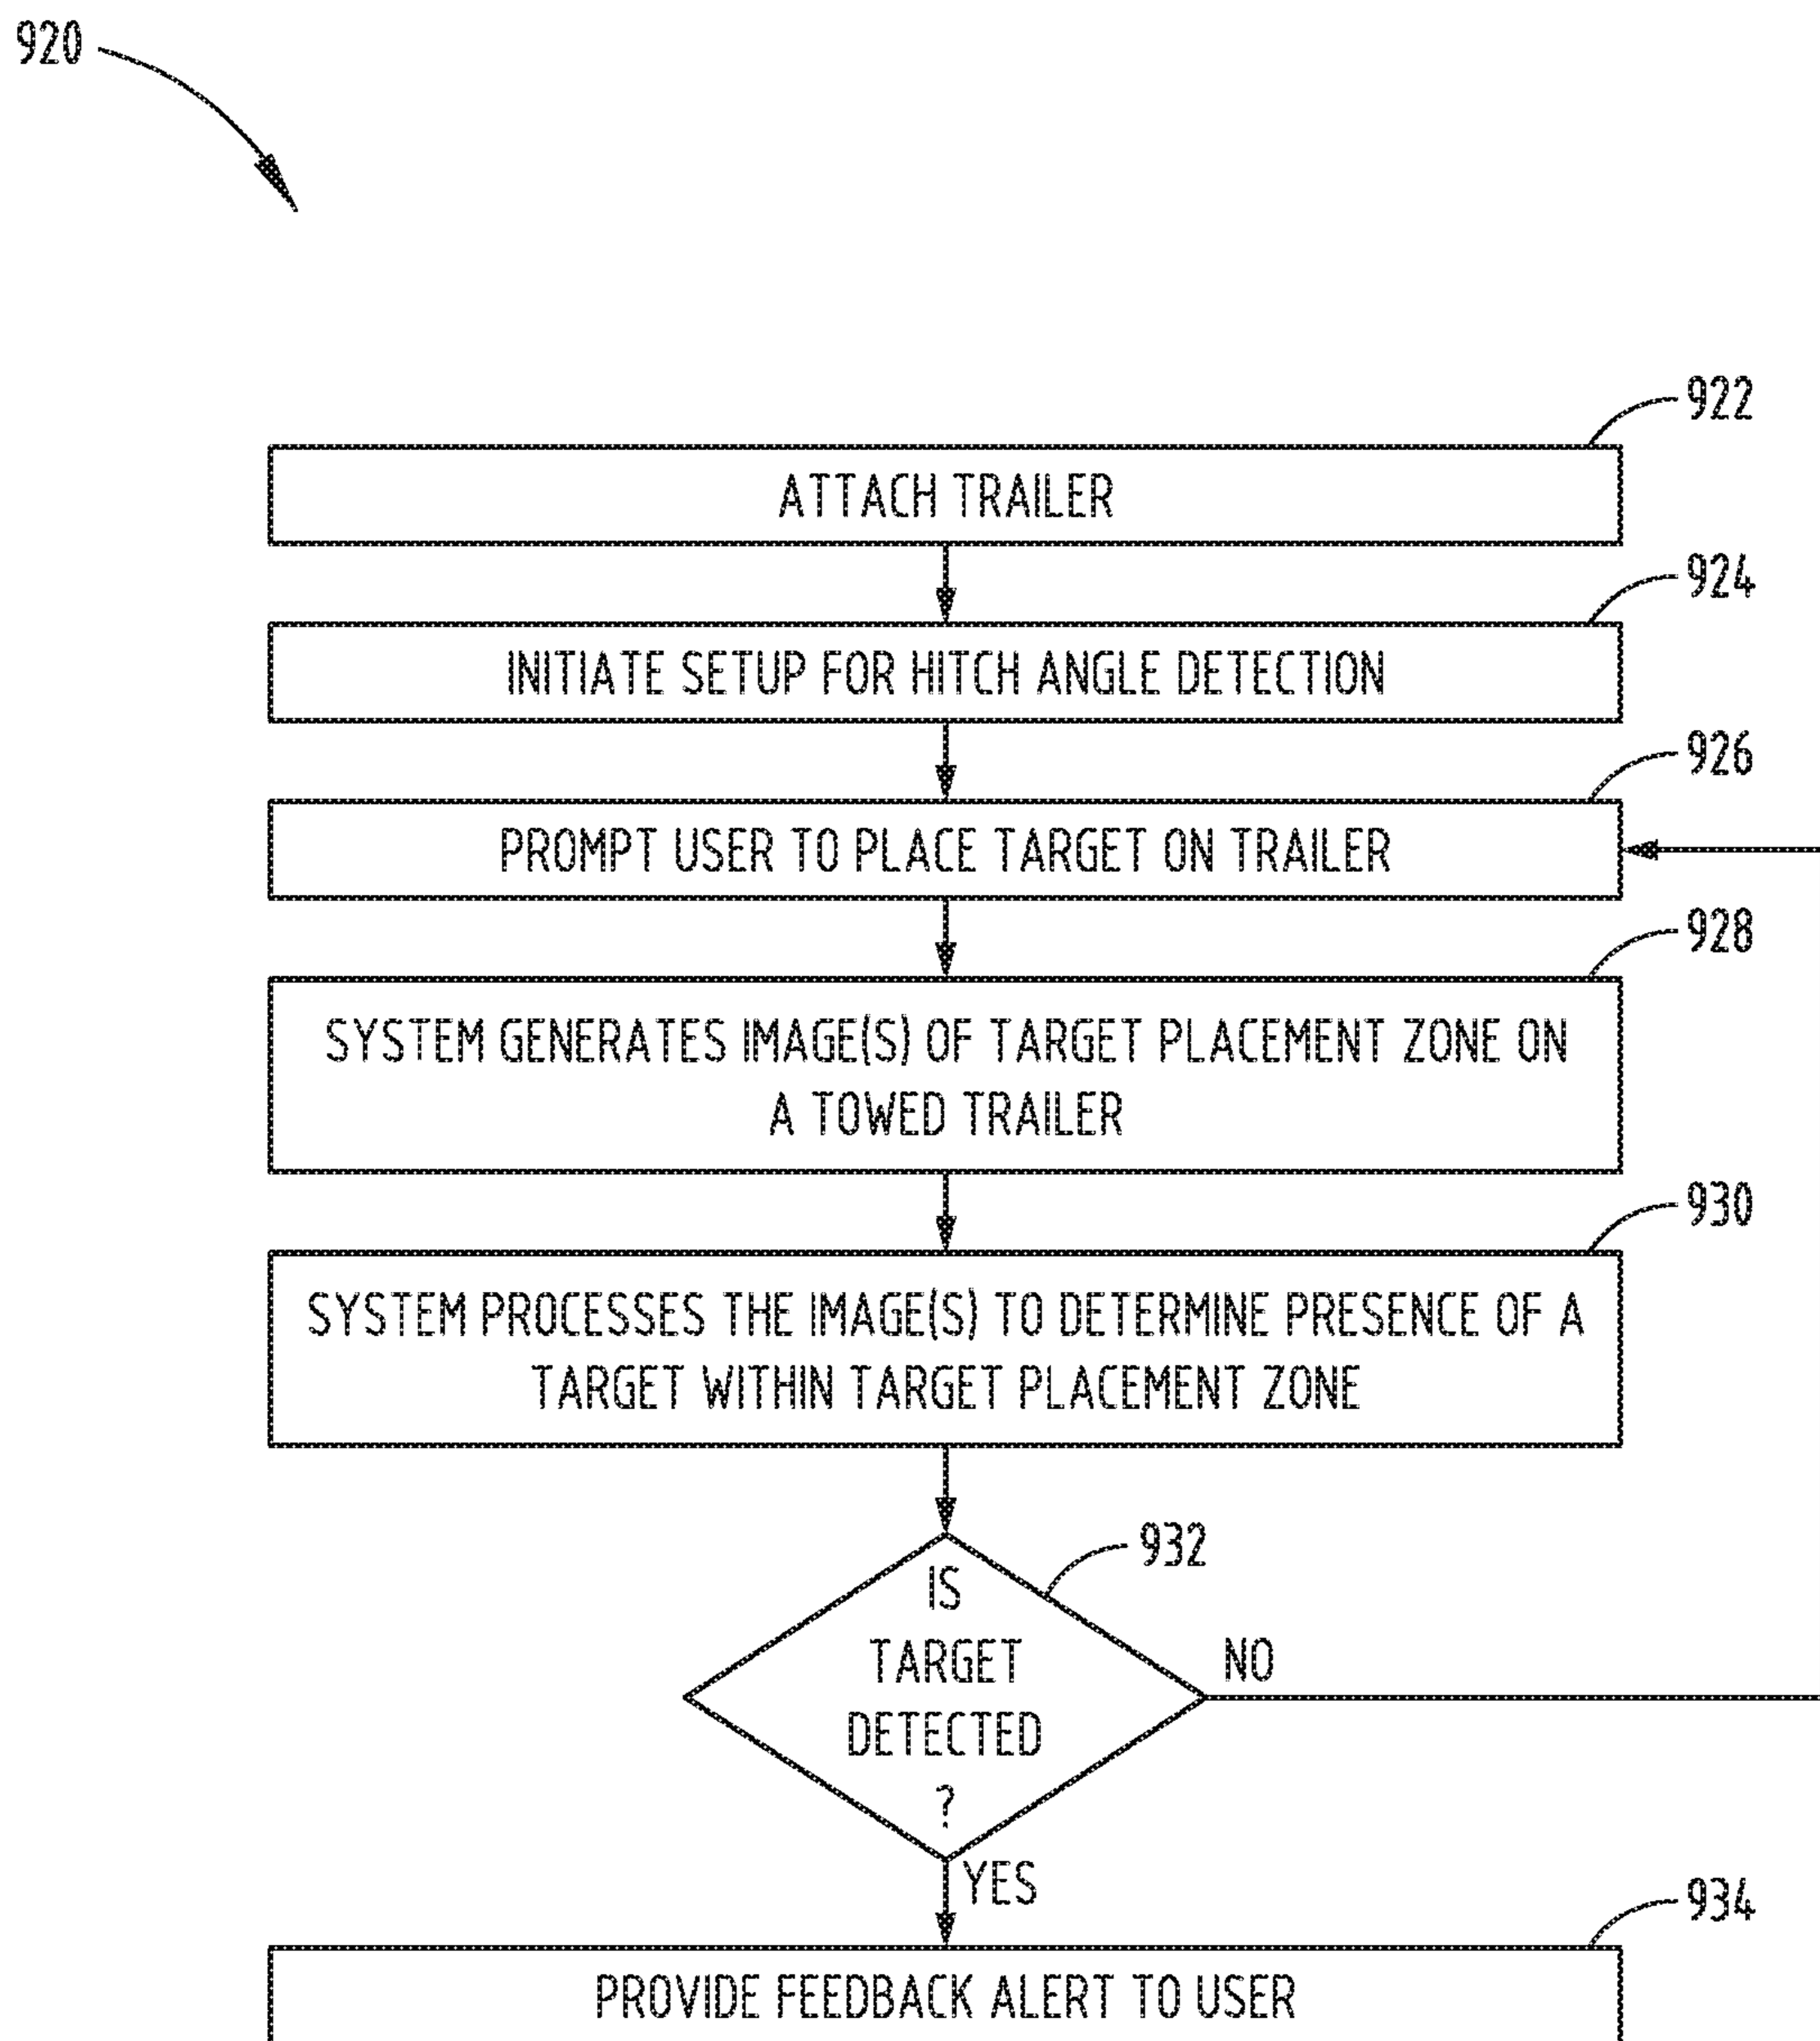 920
922
ATTACH TRAILER
924
INITIATE SETUP FOR HITCH ANGLE DETECTION
926
PROMPT USER TO PLACE TARGET ON TRAILER
928
SYSTEM GENERATES IMAGE(S) OF TARGET PLACEMENT ZONE ON
A TOWED TRAILER
930
SYSTEM PROCESSES THE IMAGE(S) TO DETERMINE PRESENCE OF A
TARGET WITHIN TARGET PLACEMENT ZONE
932
IS
TARGET
DETECTED
?
NO
YES
934
PROVIDE FEEDBACK ALERT TO USER